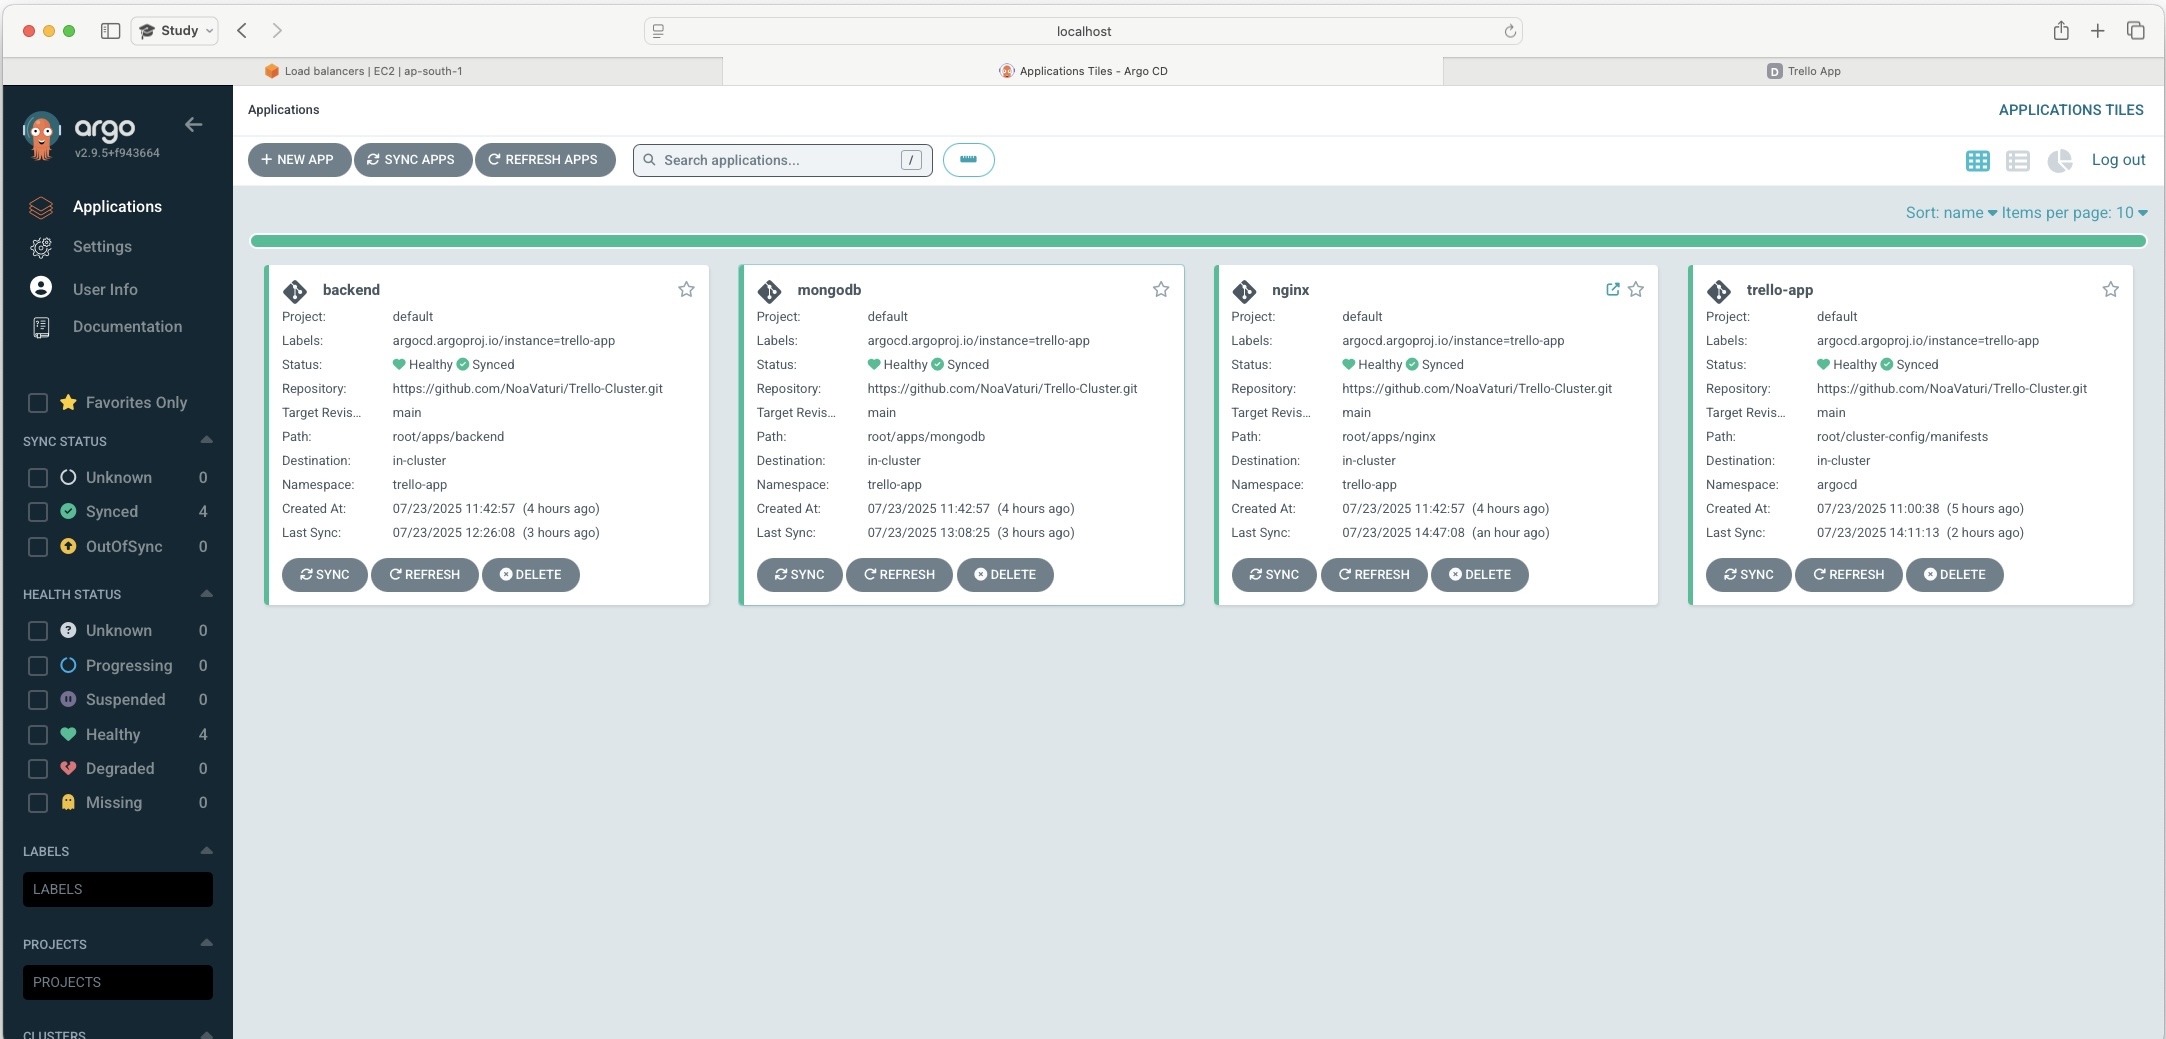 Study
localhost
Load balancers | EC2 | ap-south-1
Applications Tiles - Argo CD
D Trello App
argo
v2.9.5+f943664
Applications
Settings
User Info
Documentation
Favorites Only
SYNC STATUS
Unknown 0
Synced 4
OutOfSync 0
HEALTH STATUS
Unknown 0
Progressing 0
Suspended 0
Healthy 4
Degraded 0
Missing 0
LABELS
LABELS
PROJECTS
PROJECTS
CLUSTERS
Applications
APPLICATIONS TILES
+ NEW APP
SYNC APPS
REFRESH APPS
Search applications... /
Log out
Sort: name Items per page: 10
backend
Project: default
Labels: argocd.argoproj.io/instance=trello-app
Status: Healthy Synced
Repository: https://github.com/NoaVaturi/Trello-Cluster.git
Target Revis... main
Path: root/apps/backend
Destination: in-cluster
Namespace: trello-app
Created At: 07/23/2025 11:42:57 (4 hours ago)
Last Sync: 07/23/2025 12:26:08 (3 hours ago)
SYNC REFRESH DELETE
mongodb
Project: default
Labels: argocd.argoproj.io/instance=trello-app
Status: Healthy Synced
Repository: https://github.com/NoaVaturi/Trello-Cluster.git
Target Revis... main
Path: root/apps/mongodb
Destination: in-cluster
Namespace: trello-app
Created At: 07/23/2025 11:42:57 (4 hours ago)
Last Sync: 07/23/2025 13:08:25 (3 hours ago)
SYNC REFRESH DELETE
nginx
Project: default
Labels: argocd.argoproj.io/instance=trello-app
Status: Healthy Synced
Repository: https://github.com/NoaVaturi/Trello-Cluster.git
Target Revis... main
Path: root/apps/nginx
Destination: in-cluster
Namespace: trello-app
Created At: 07/23/2025 11:42:57 (4 hours ago)
Last Sync: 07/23/2025 14:47:08 (an hour ago)
SYNC REFRESH DELETE
trello-app
Project: default
Labels: argocd.argoproj.io/instance=trello-app
Status: Healthy Synced
Repository: https://github.com/NoaVaturi/Trello-Cluster.git
Target Revis... main
Path: root/cluster-config/manifests
Destination: in-cluster
Namespace: argocd
Created At: 07/23/2025 11:00:38 (5 hours ago)
Last Sync: 07/23/2025 14:11:13 (2 hours ago)
SYNC REFRESH DELETE